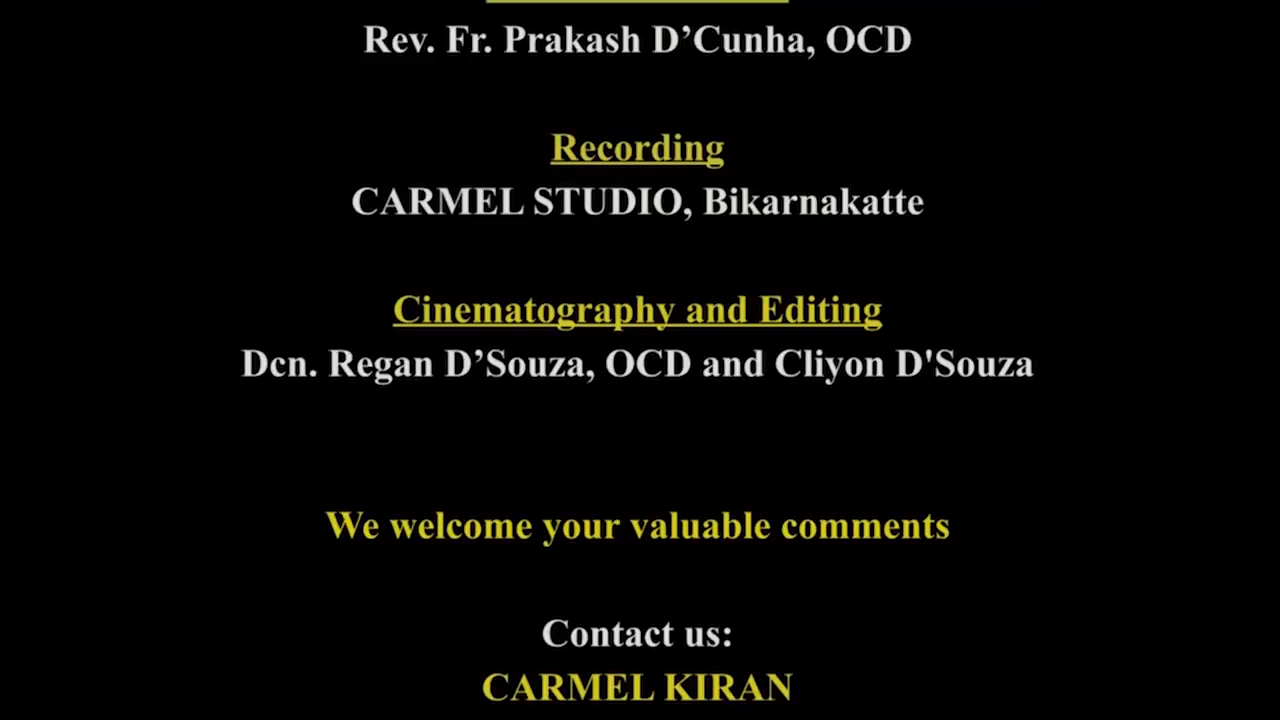 Rev. Fr. Prakash D’Cunha, OCD
Recording
CARMEL STUDIO, Bikarnakatte
Cinematography and Editing
Dcn. Regan D’Souza, OCD and Cliyon D'Souza
We welcome your valuable comments
Contact us:
CARMEL KIRAN